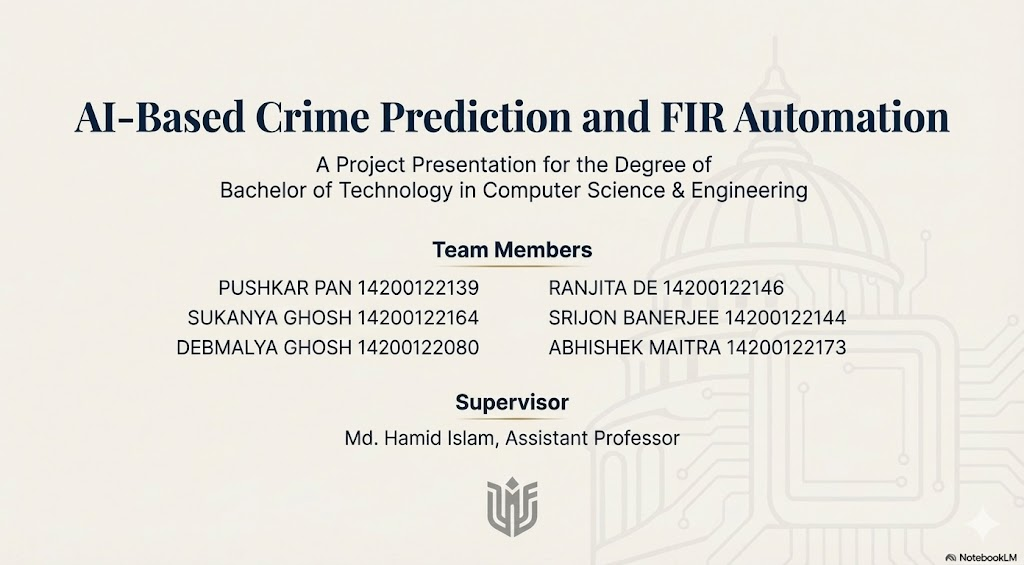 AI-Based Crime Prediction and FIR Automation
A Project Presentation for the Degree of
Bachelor of Technology in Computer Science & Engineering
Team Members
PUSHKAR PAN 14200122139
RANJITA DE 14200122146
SUKANYA GHOSH 14200122164
SRIJON BANERJEE 14200122144
DEBMALYA GHOSH 14200122080
ABHISHEK MAITRA 14200122173
Supervisor
Md. Hamid Islam, Assistant Professor
NotebookLM